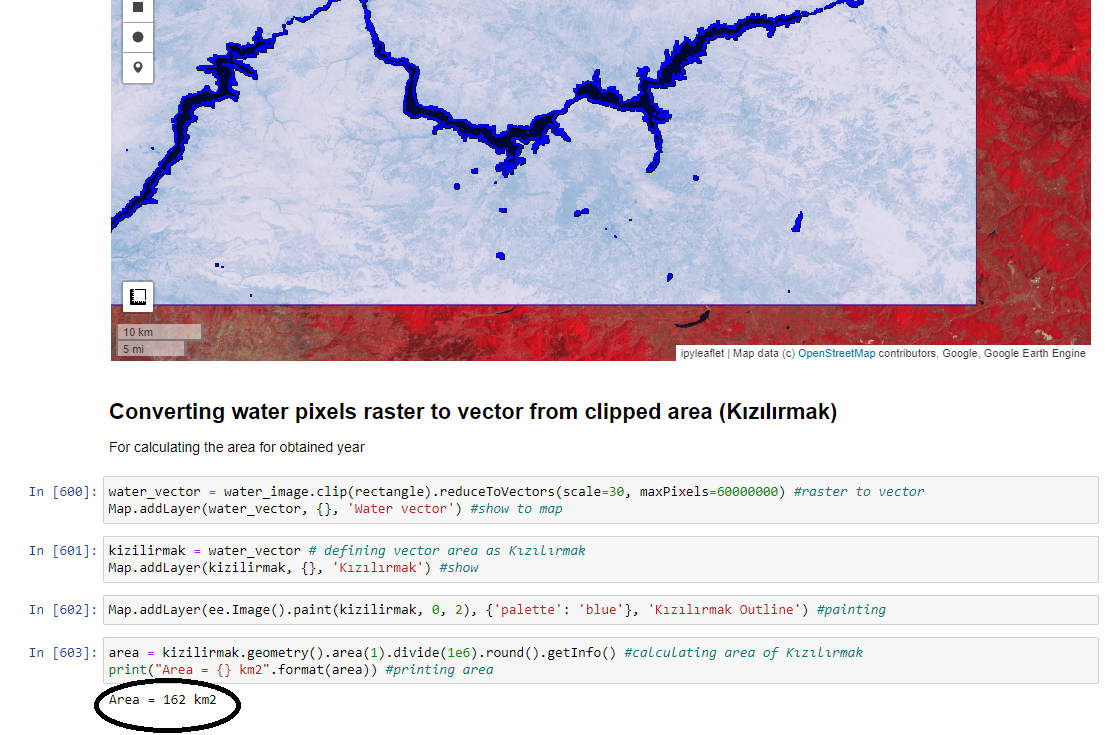 10 km
5 mi
ipyleaflet | Map data (c) OpenStreetMap contributors, Google, Google Earth Engine
Converting water pixels raster to vector from clipped area (Kızılırmak)
For calculating the area for obtained year
In [600]: water_vector = water_image.clip(rectangle).reduceToVectors(scale=30, maxPixels=60000000) #raster to vector
Map.addLayer(water_vector, {}, 'Water vector') #show to map
In [601]: kizilirmak = water_vector # defining vector area as Kızılırmak
Map.addLayer(kizilirmak, {}, 'Kızılırmak') #show
In [602]: Map.addLayer(ee.Image().paint(kizilirmak, 0, 2), {'palette': 'blue'}, 'Kızılırmak Outline') #painting
In [603]: area = kizilirmak.geometry().area(1).divide(1e6).round().getInfo() #calculating area of Kızılırmak
print("Area = {} km2".format(area)) #printing area
Area = 162 km2